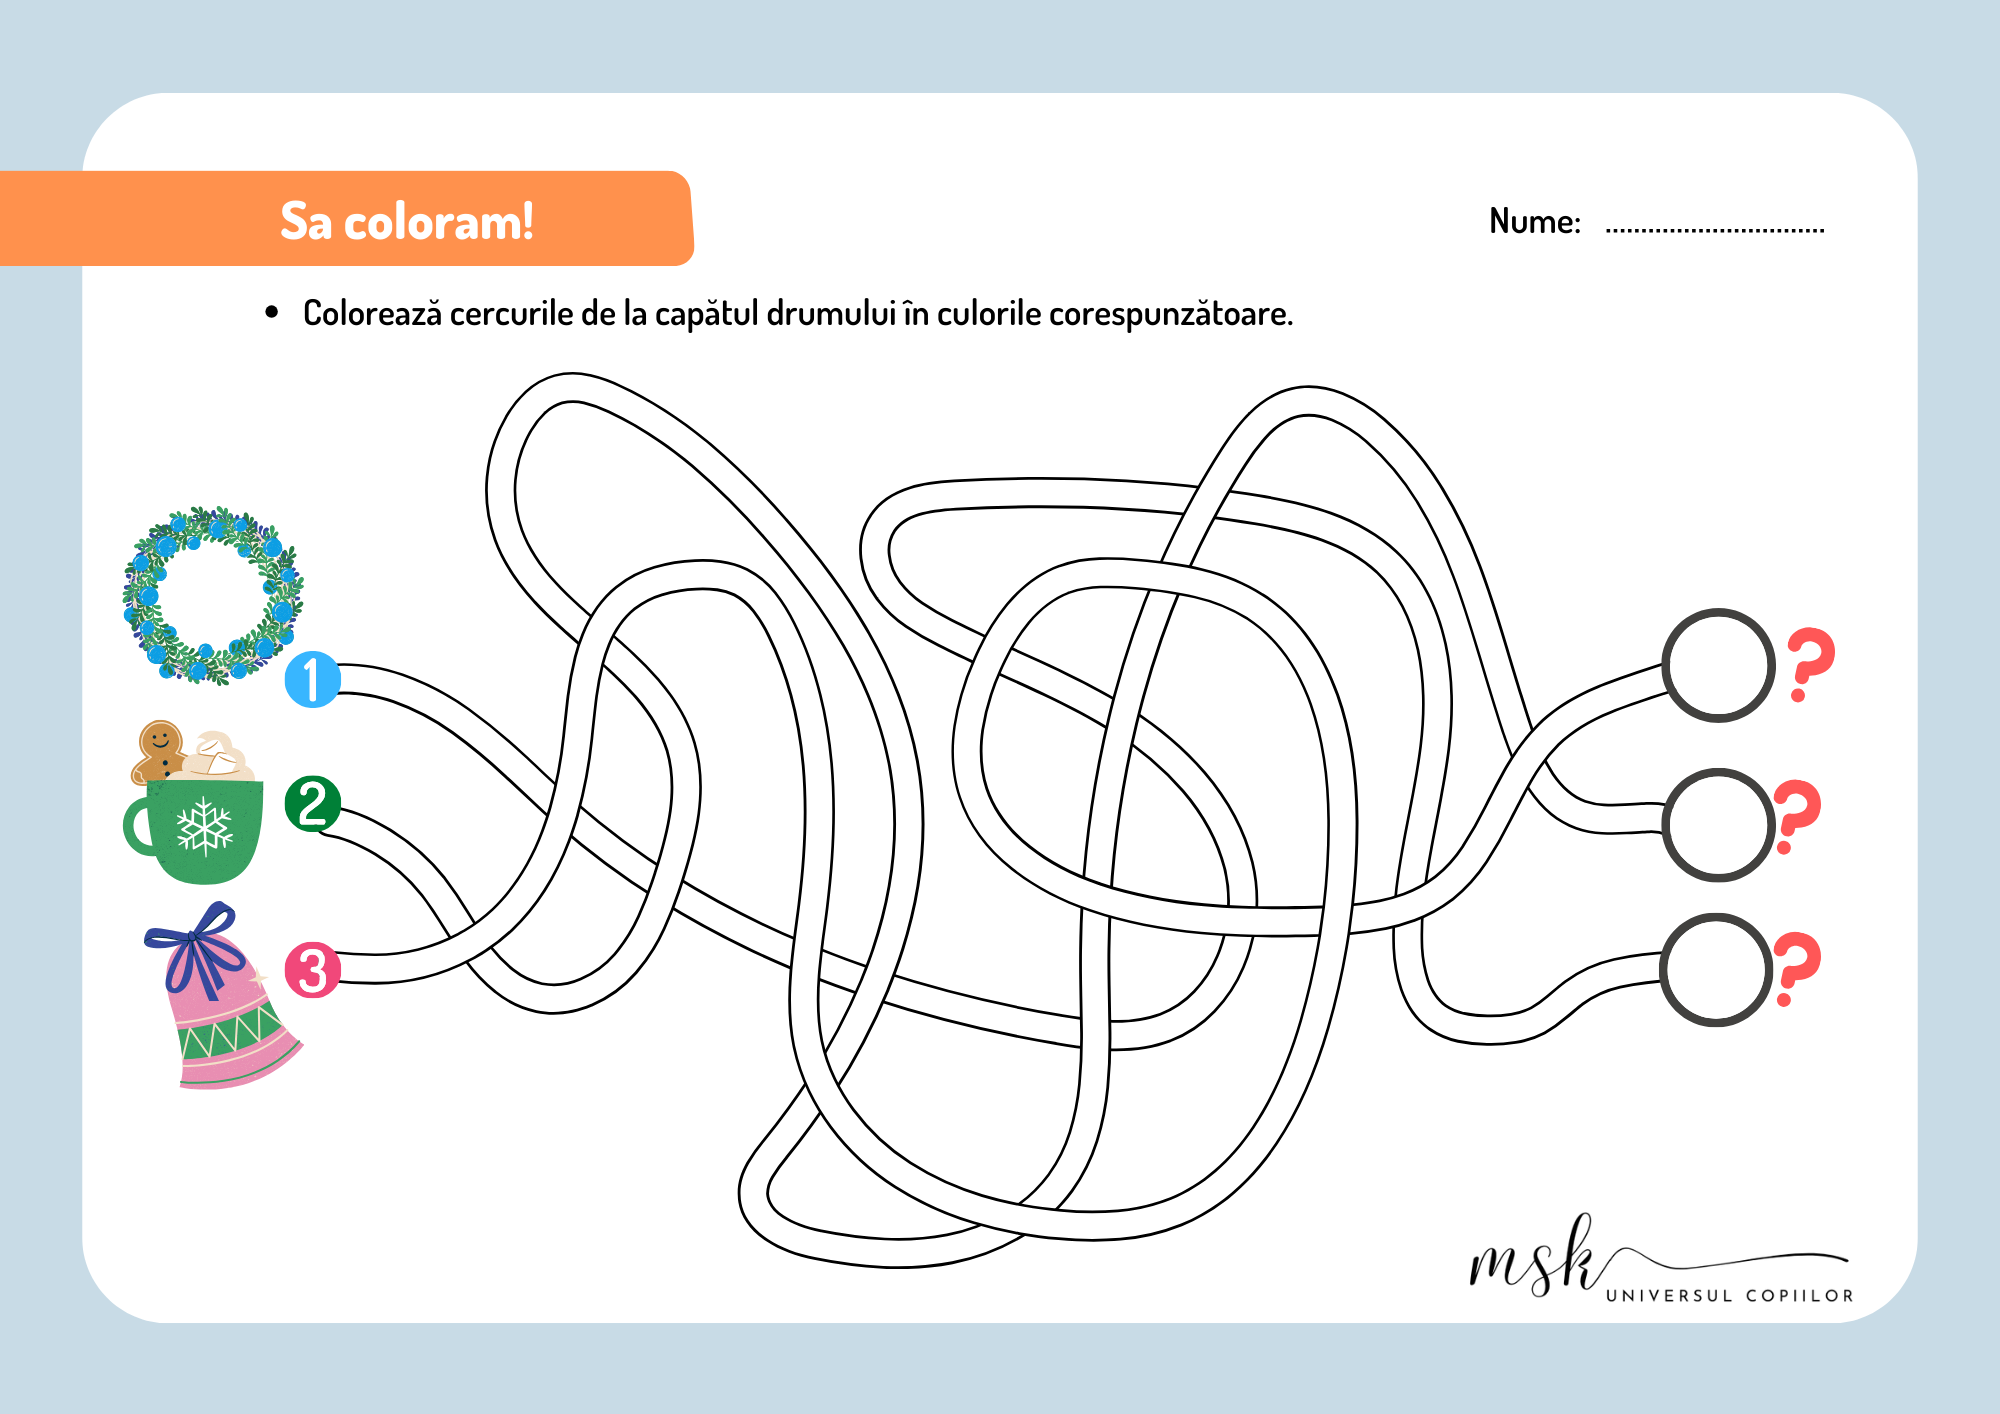 Sa coloram!
Nume: ...............................
• Colorează cercurile de la capătul drumului în culorile corespunzătoare.
1
?
2
?
3
?
msk
UNIVERSUL COPIILOR